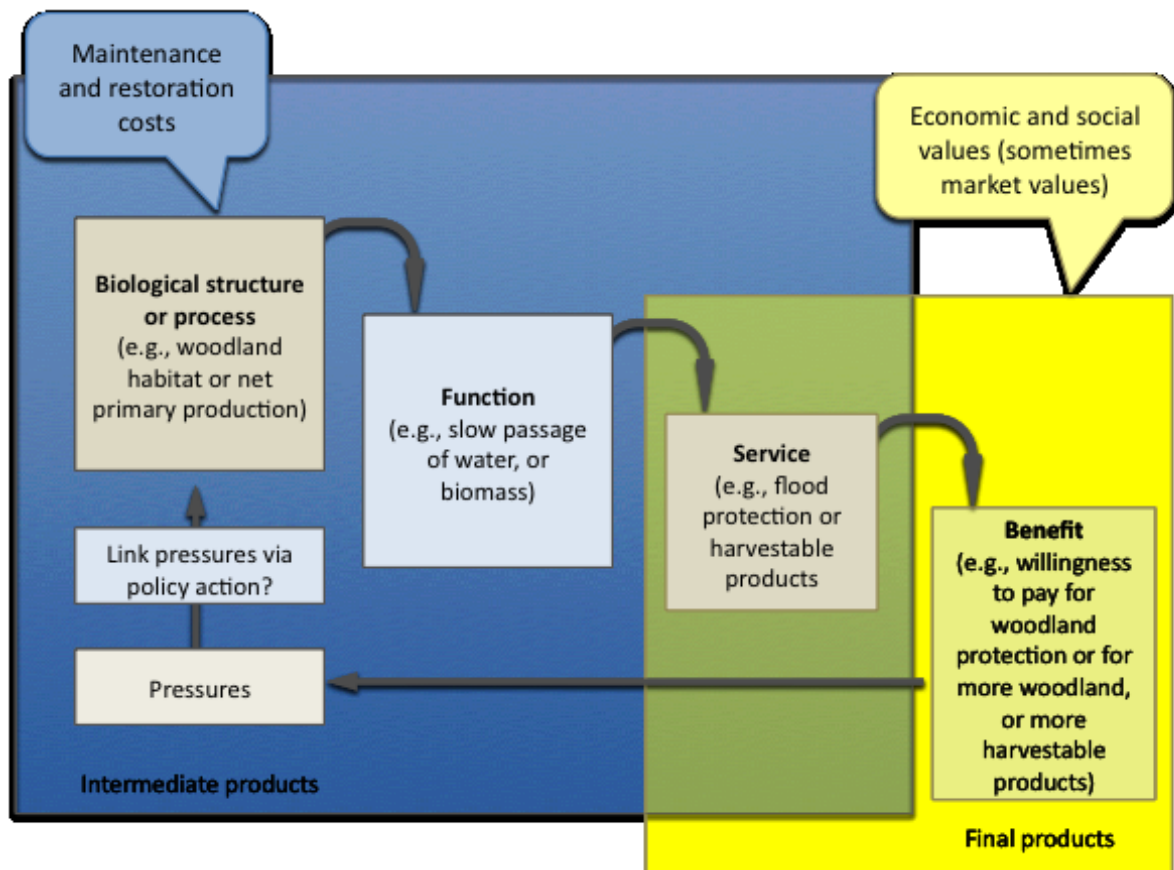 Maintenance
and restoration
costs
Economic and social
values (sometimes
market values)
Biological structure
or process
(e.g., woodland
habitat or net
primary production)
Function
(e.g., slow passage
of water, or
biomass)
Service
(e.g., flood
protection or
harvestable
products
Benefit
(e.g., willingness
to pay for
woodland
protection or for
more woodland,
or more
harvestable
products)
Link pressures via
policy action?
Pressures
Intermediate products
Final products